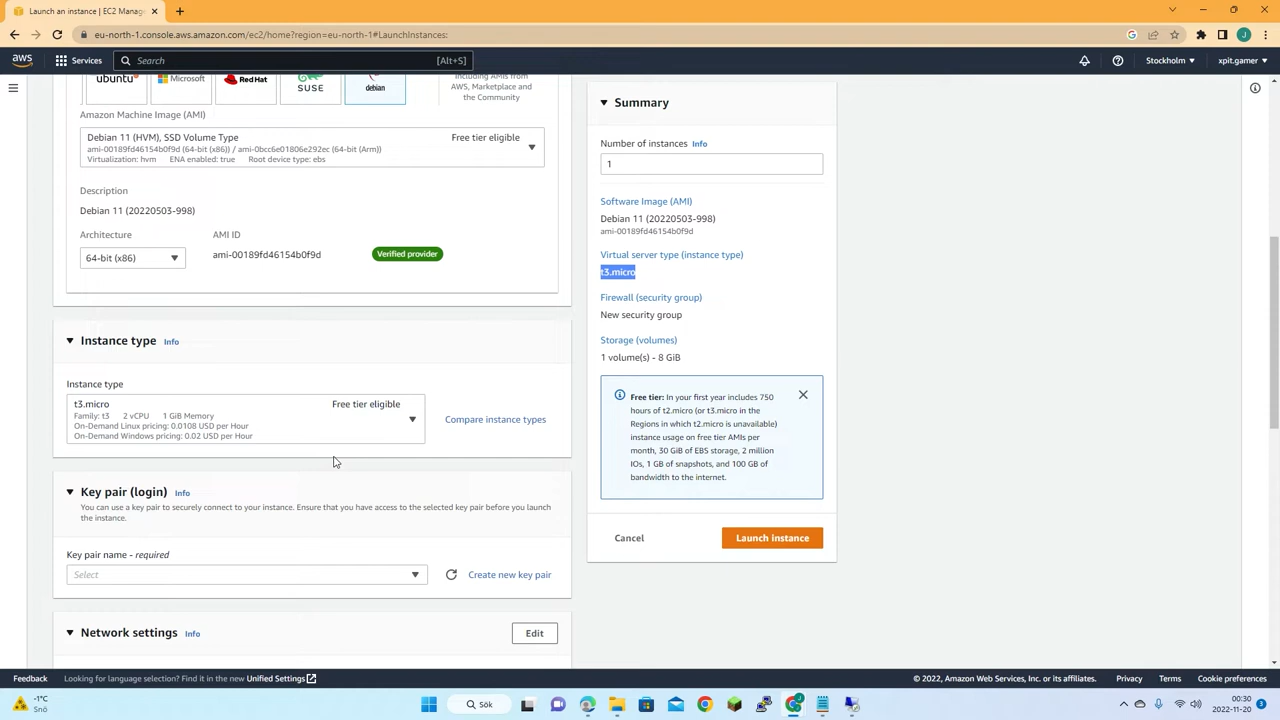 Launch an instance | EC2 Manag
eu-north-1.console.aws.amazon.com/ec2/home?region=eu-north-1#LaunchInstances:
aws
Services
Search
[Alt+S]
Stockholm
xpit.gamer
ubuntu
Microsoft
Red Hat
SUSE
debian
Including AMIs from
AWS, Marketplace and
the Community
Amazon Machine Image (AMI)
Debian 11 (HVM), SSD Volume Type
Free tier eligible
ami-00189fd46154b0f9d (64-bit (x86)) / ami-0bcc6e01806e292ec (64-bit (Arm))
Virtualization: hvm ENA enabled: true Root device type: ebs
Description
Debian 11 (20220503-998)
Architecture
AMI ID
64-bit (x86)
ami-00189fd46154b0f9d
Verified provider
Instance type Info
Instance type
t3.micro
Free tier eligible
Family: t3 2 vCPU 1 GiB Memory
On-Demand Linux pricing: 0.0108 USD per Hour
On-Demand Windows pricing: 0.02 USD per Hour
Compare instance types
Key pair (login) Info
You can use a key pair to securely connect to your instance. Ensure that you have access to the selected key pair before you launch
the instance.
Key pair name - required
Select
Create new key pair
Network settings Info
Edit
Summary
Number of instances Info
1
Software Image (AMI)
Debian 11 (20220503-998)
ami-00189fd46154b0f9d
Virtual server type (instance type)
t3.micro
Firewall (security group)
New security group
Storage (volumes)
1 volume(s) - 8 GiB
Free tier: In your first year includes 750
hours of t2.micro (or t3.micro in the
Regions in which t2.micro is unavailable)
instance usage on free tier AMIs per
month, 30 GiB of EBS storage, 2 million
IOs, 1 GB of snapshots, and 100 GB of
bandwidth to the internet.
Cancel
Launch instance
Feedback
Looking for language selection? Find it in the new Unified Settings
© 2022, Amazon Web Services, Inc. or its affiliates.
Privacy
Terms
Cookie preferences
-1°C
Snö
Sök
00:30
2022-11-20
3